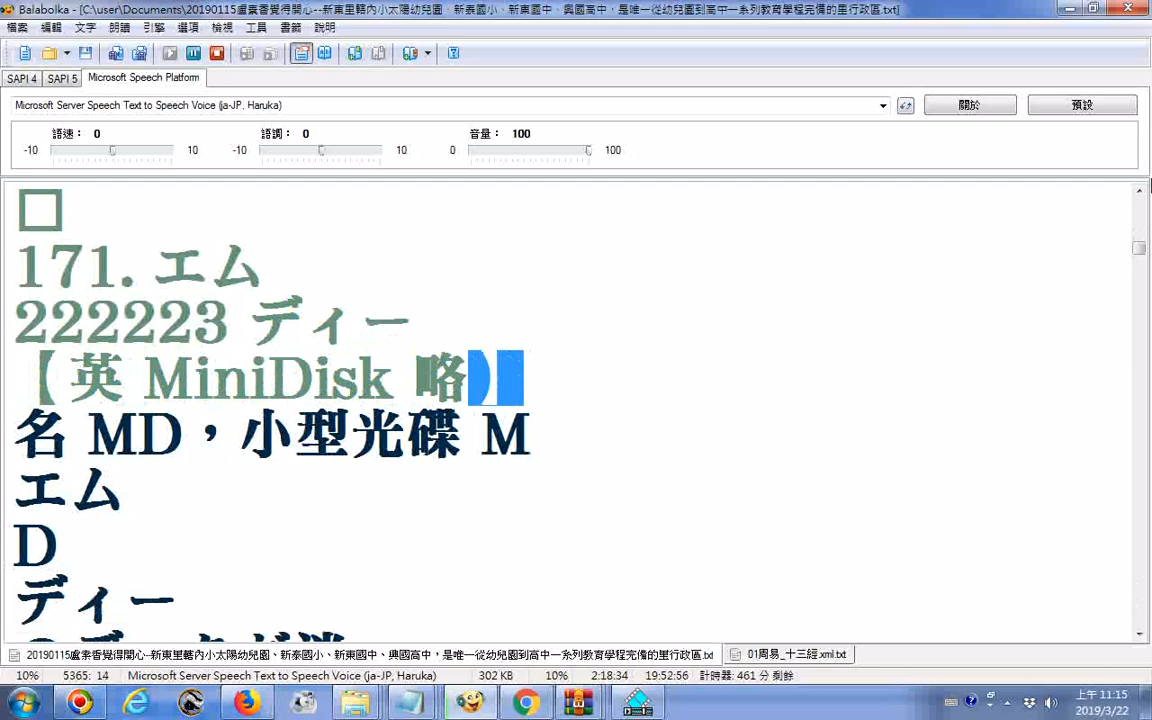 Balabolka - [C:\user\Documents\20190115盧素香覺得開心--新東里轄內小太陽幼兒園、新泰國小、新東國中、興國高中，是唯一從幼兒園到高中一系列教育學程完備的里行政區.txt]
檔案 編輯 文字 朗讀 引擎 選項 檢視 工具 書籤 說明
SAPI 4 SAPI 5 Microsoft Speech Platform
Microsoft Server Speech Text to Speech Voice (ja-JP, Haruka) 關於 預設
語速： 0 語調： 0 音量： 100
-10 10 -10 10 0 100
171. エム
222223 ディー
【英 MiniDisk 略)
名 MD，小型光碟 M
エム
D
ディー
20190115盧素香覺得開心--新東里轄內小太陽幼兒園、新泰國小、新東國中、興國高中，是唯一從幼兒園到高中一系列教育學程完備的里行政區.txt 01周易_十三經.xml.txt
10% 5365: 14 Microsoft Server Speech Text to Speech Voice (ja-JP, Haruka) 302 KB 10% 2:18:34 19:52:56 計時器: 461 分 剩餘
上午 11:15
2019/3/22